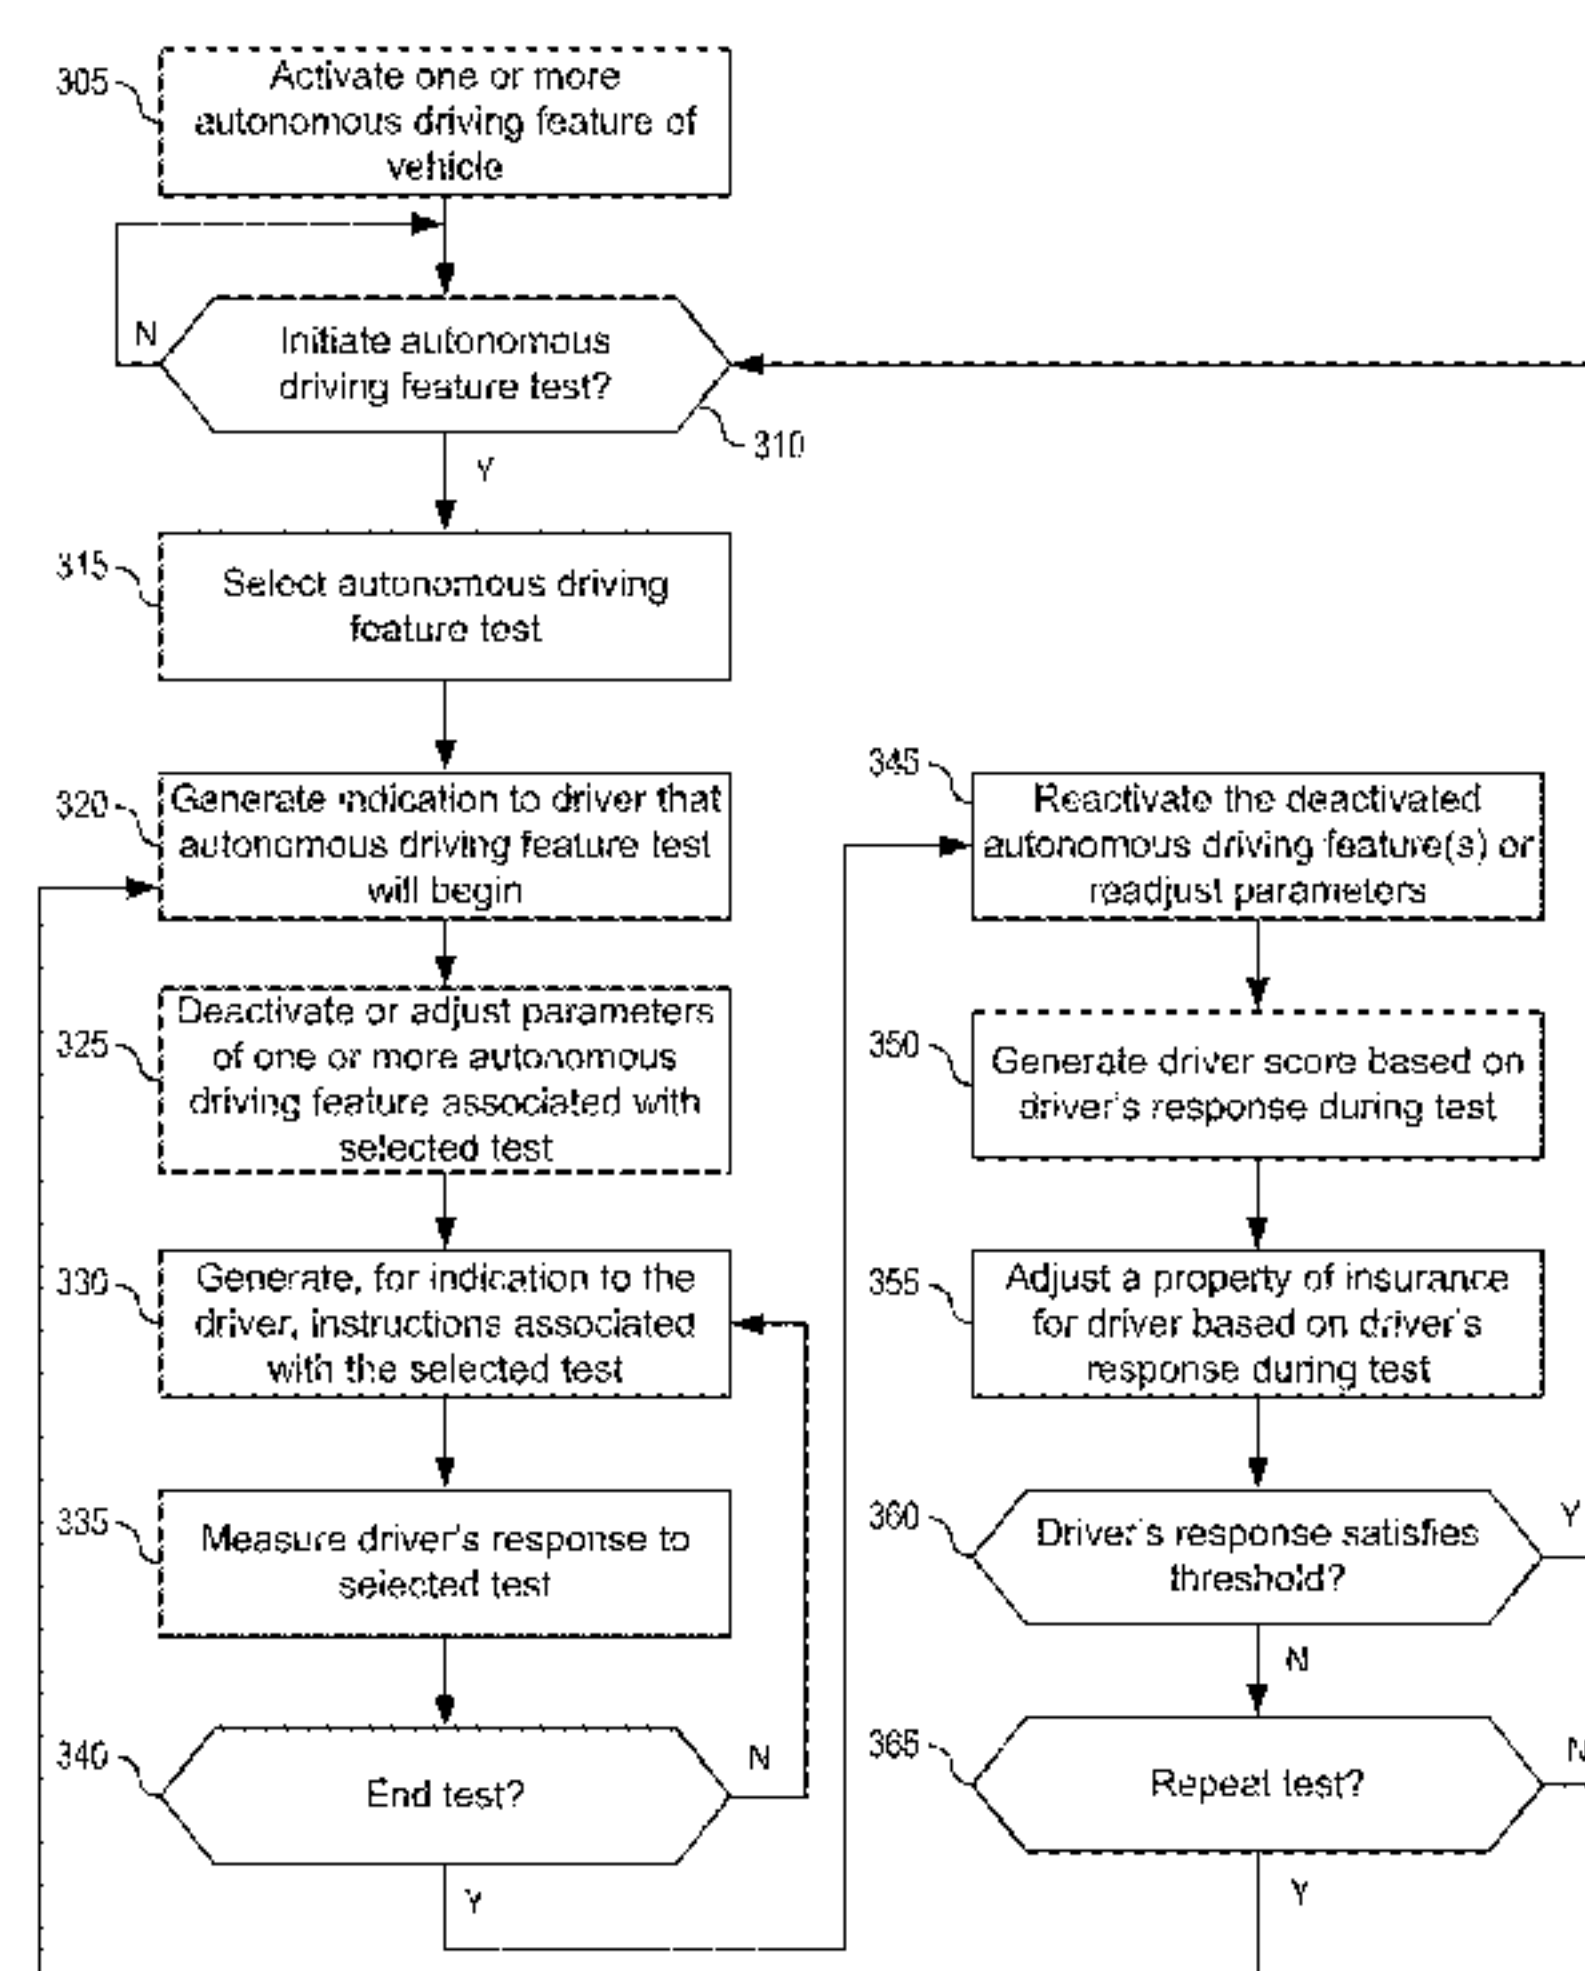 305
Activate one or more
autonomous driving feature of
vehicle
N
Initiate autonomous
driving feature test?
310
Y
315
Select autonomous driving
feature test
320
Generate indication to driver that
autonomous driving feature test
will begin
325
Deactivate or adjust parameters
of one or more autonomous
driving feature associated with
selected test
330
Generate, for indication to the
driver, instructions associated
with the selected test
335
Measure driver's response to
selected test
340
End test?
N
Y
345
Reactivate the deactivated
autonomous driving feature(s) or
readjust parameters
350
Generate driver score based on
driver's response during test
355
Adjust a property of insurance
for driver based on driver's
response during test
360
Driver's response satisfies
threshold?
Y
N
365
Repeat test?
N
Y